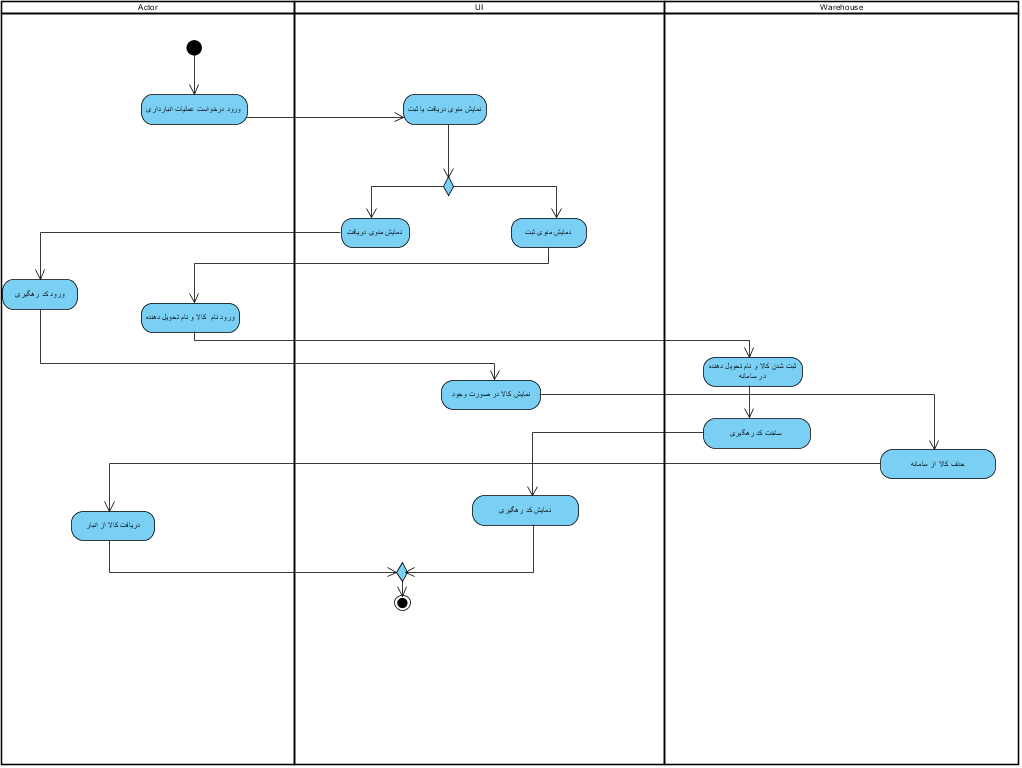 Actor
UI
Warehouse
ورود درخواست عملیات انبارداری
نمایش منوی دریافت یا ثبت
نمایش منوی دریافت
نمایش منوی ثبت
ورود کد رهگیری
ورود نام کالا و نام تحویل دهنده
ثبت شدن کالا و نام تحویل دهنده
در سامانه
نمایش کالا در صورت وجود
ساخت کد رهگیری
حذف کالا از سامانه
نمایش کد رهگیری
دریافت کالا از انبار